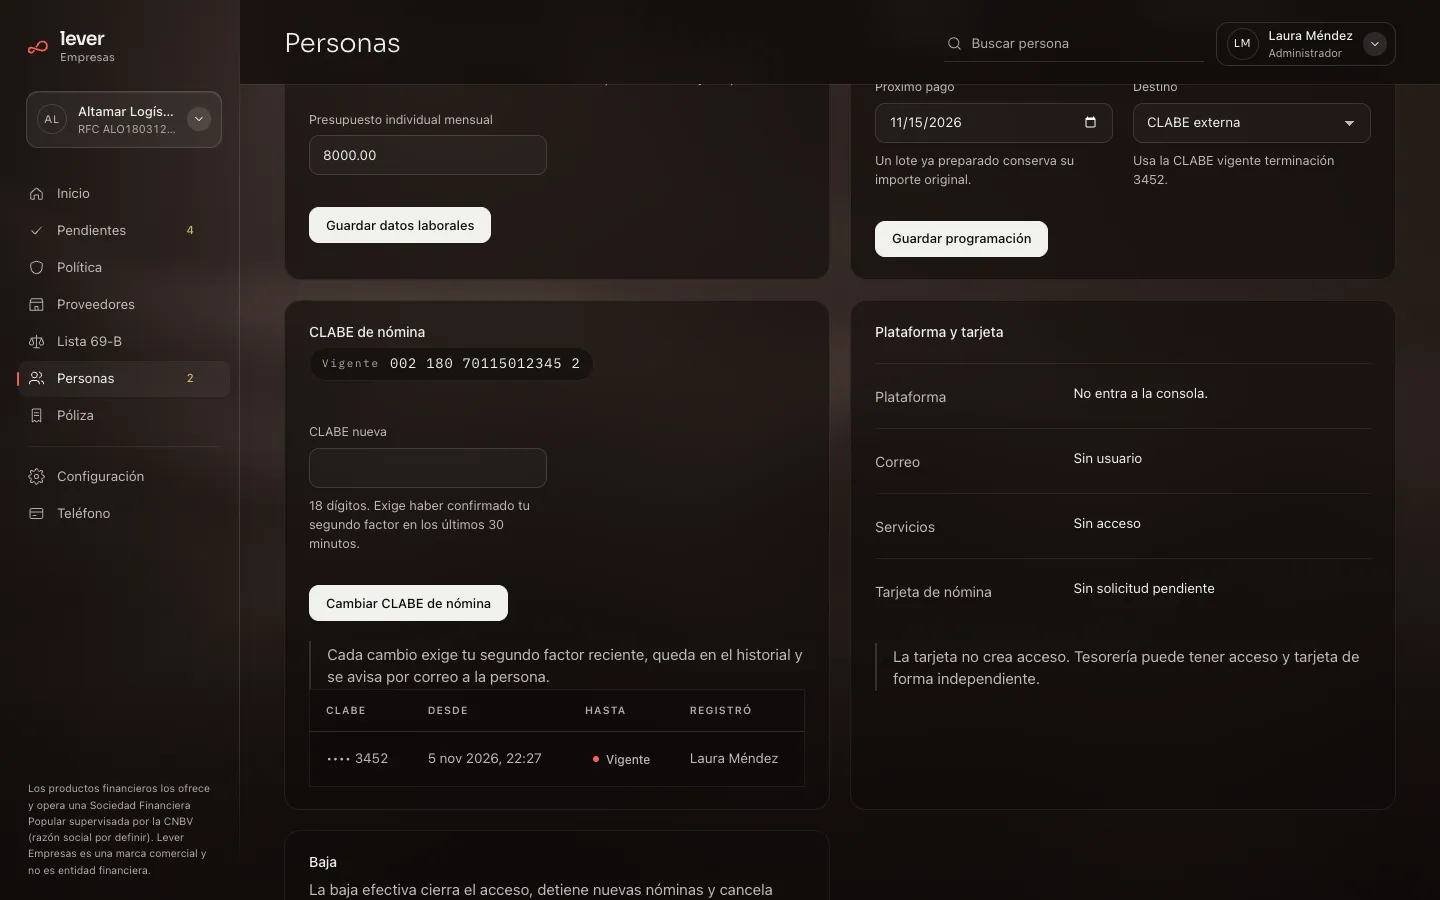 lever
Empresas
AL
Altamar Logís...
RFC ALO180312...
Inicio
Pendientes 4
Política
Proveedores
Lista 69-B
Personas 2
Póliza
Configuración
Teléfono
Los productos financieros los ofrece
y opera una Sociedad Financiera
Popular supervisada por la CNBV
(razón social por definir). Lever
Empresas es una marca comercial y
no es entidad financiera.
Personas
Buscar persona
LM
Laura Méndez
Administrador
Presupuesto individual mensual
8000.00
Guardar datos laborales
Próximo pago
11/15/2026
Un lote ya preparado conserva su
importe original.
Destino
CLABE externa
Usa la CLABE vigente terminación
3452.
Guardar programación
CLABE de nómina
Vigente 002 180 70115012345 2
CLABE nueva
18 dígitos. Exige haber confirmado tu
segundo factor en los últimos 30
minutos.
Cambiar CLABE de nómina
Cada cambio exige tu segundo factor reciente, queda en el historial y
se avisa por correo a la persona.
CLABE DESDE HASTA REGISTRÓ
•••• 3452 5 nov 2026, 22:27 Vigente Laura Méndez
Plataforma y tarjeta
Plataforma No entra a la consola.
Correo Sin usuario
Servicios Sin acceso
Tarjeta de nómina Sin solicitud pendiente
La tarjeta no crea acceso. Tesorería puede tener acceso y tarjeta de
forma independiente.
Baja
La baja efectiva cierra el acceso, detiene nuevas nóminas y cancela